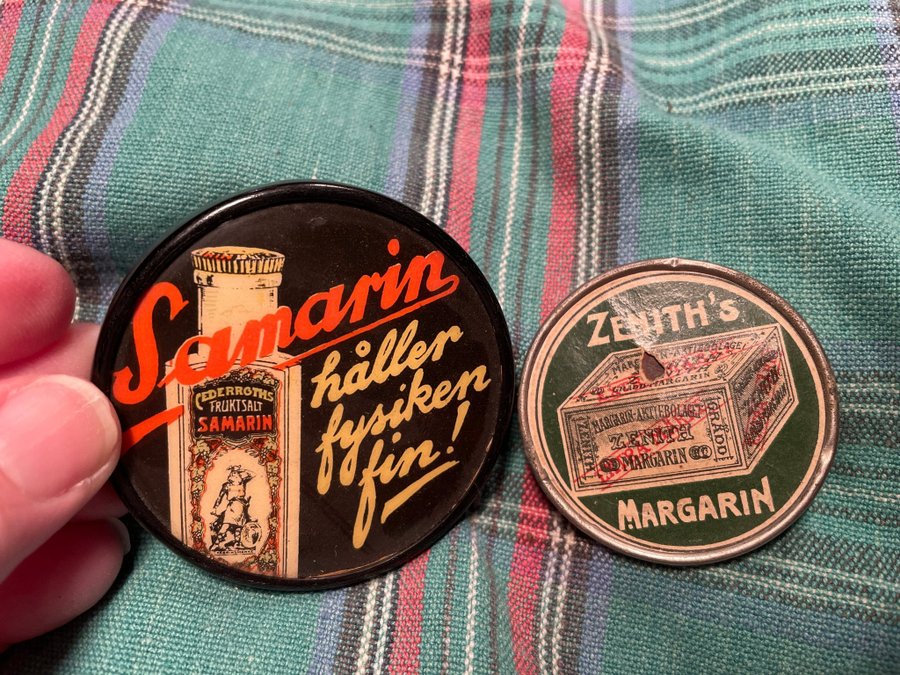 Samarin
håller
fysiken
fin!
CEDERROTHS
FRUKTSALT
SAMARIN
ZENITH'S
MARGARIN-AKTIEBOLAGET
ZENITH
MARGARIN
MARGARIN